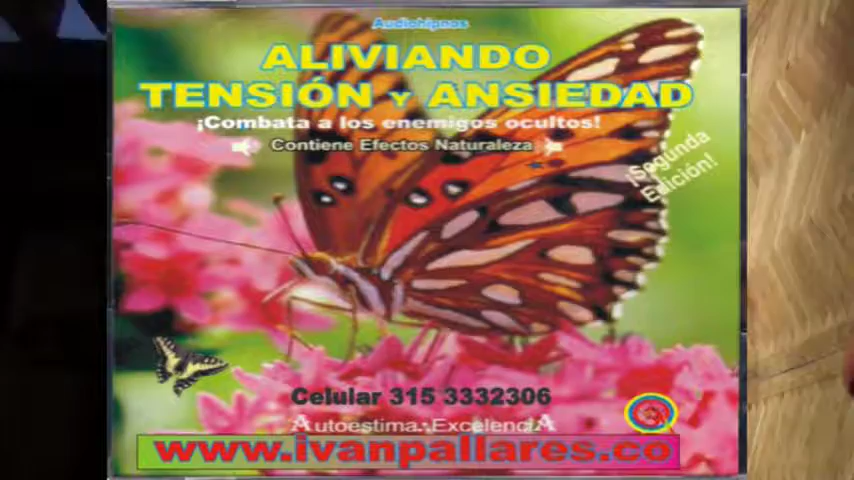 Audiohipnos
ALIVIANDO
TENSIÓN Y ANSIEDAD
¡Combata a los enemigos ocultos!
Contiene Efectos Naturaleza
¡Segunda
Edición!
Celular 315 3332306
Autoestima.:.ExcelenciA
www.ivanpallares.co